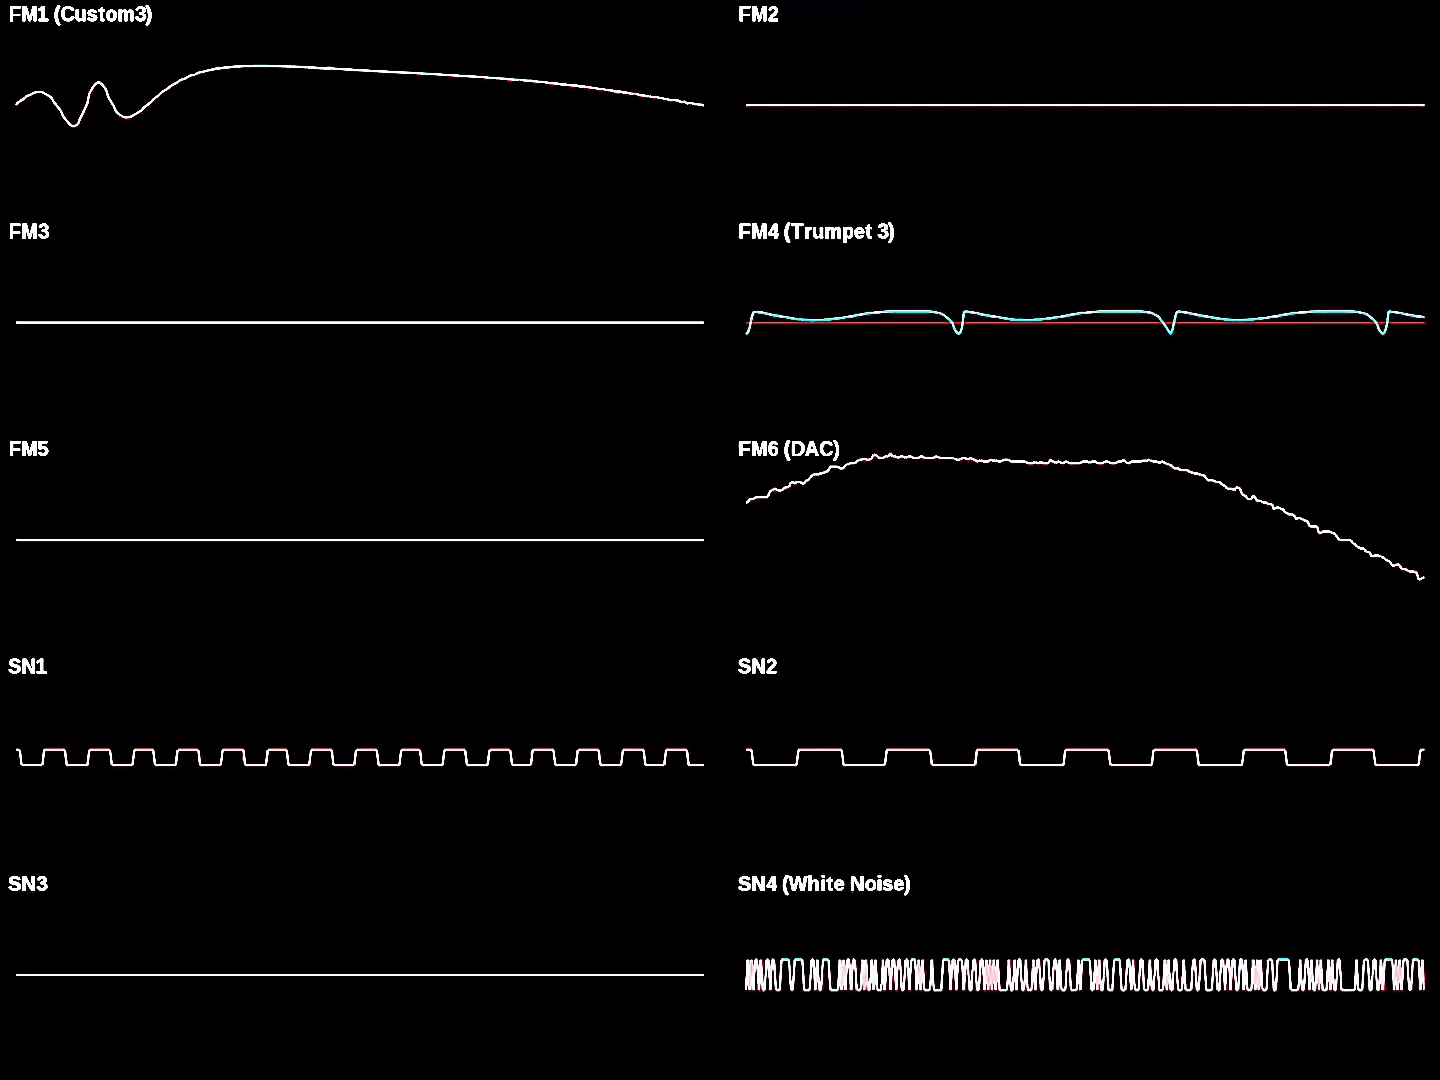 FM1 (Custom3)
FM2
FM3
FM4 (Trumpet 3)
FM5
FM6 (DAC)
SN1
SN2
SN3
SN4 (White Noise)